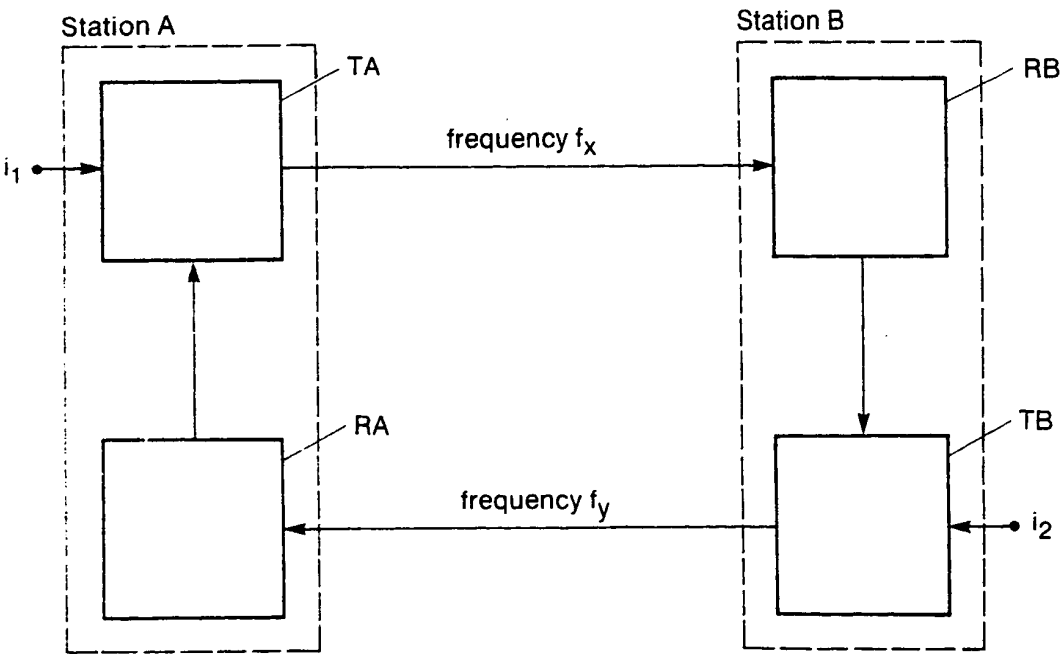 Station A
Station B
TA
RB
frequency fx
i1
RA
TB
frequency fy
i2